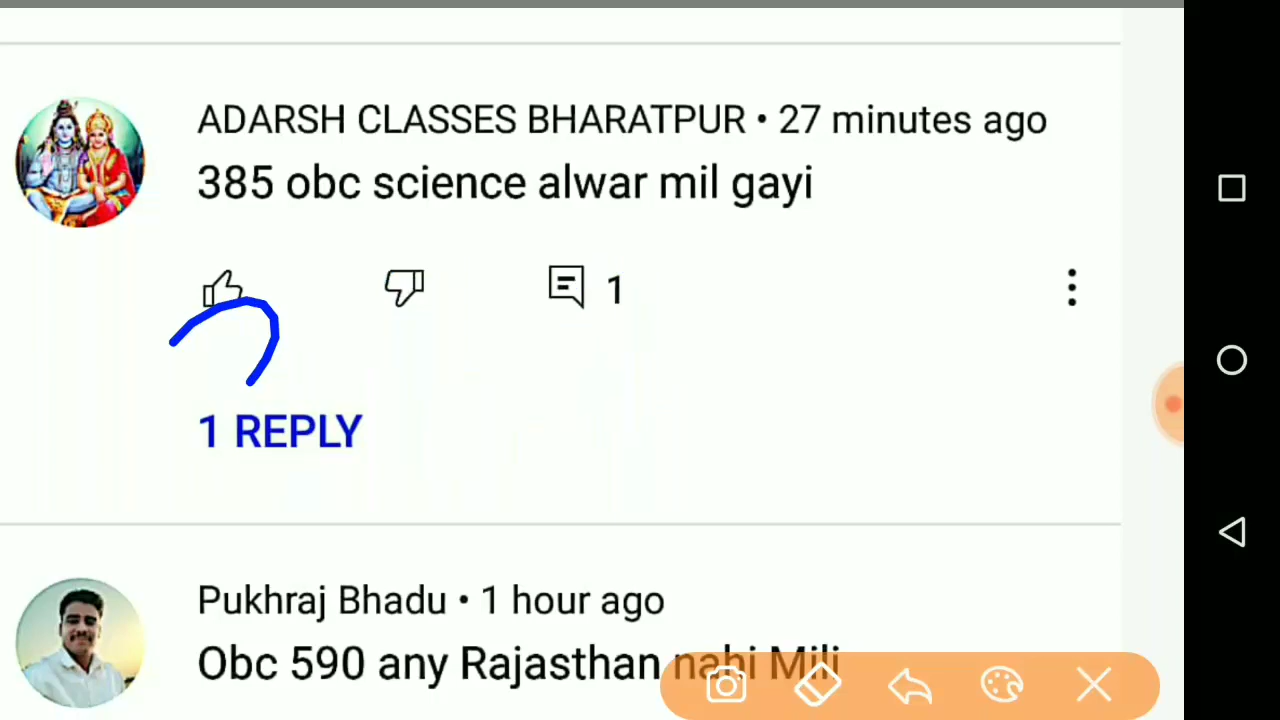 ADARSH CLASSES BHARATPUR • 27 minutes ago
385 obc science alwar mil gayi
1
1 REPLY
Pukhraj Bhadu • 1 hour ago
Obc 590 any Rajasthan nahi Mili